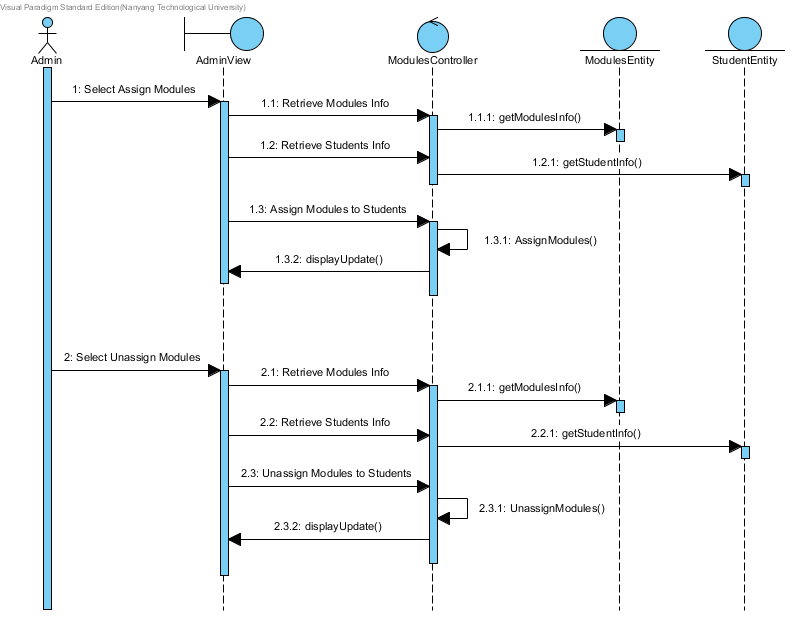 Visual Paradigm Standard Edition(Nanyang Technological University)
Admin
AdminView
ModulesController
ModulesEntity
StudentEntity
1: Select Assign Modules
1.1: Retrieve Modules Info
1.1.1: getModulesInfo()
1.2: Retrieve Students Info
1.2.1: getStudentInfo()
1.3: Assign Modules to Students
1.3.1: AssignModules()
1.3.2: displayUpdate()
2: Select Unassign Modules
2.1: Retrieve Modules Info
2.1.1: getModulesInfo()
2.2: Retrieve Students Info
2.2.1: getStudentInfo()
2.3: Unassign Modules to Students
2.3.1: UnassignModules()
2.3.2: displayUpdate()